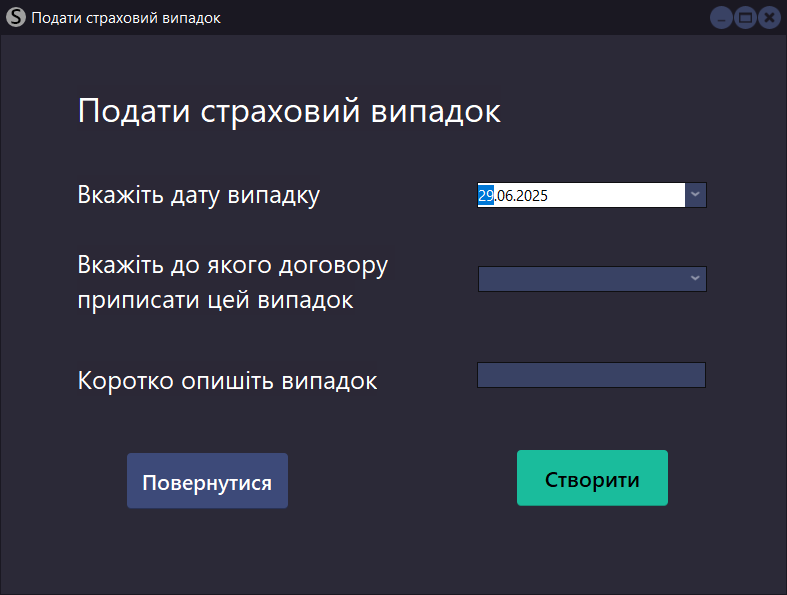 S Подати страховий випадок
Подати страховий випадок
Вкажіть дату випадку
29.06.2025
Вкажіть до якого договору
приписати цей випадок
Коротко опишіть випадок
Повернутися
Створити